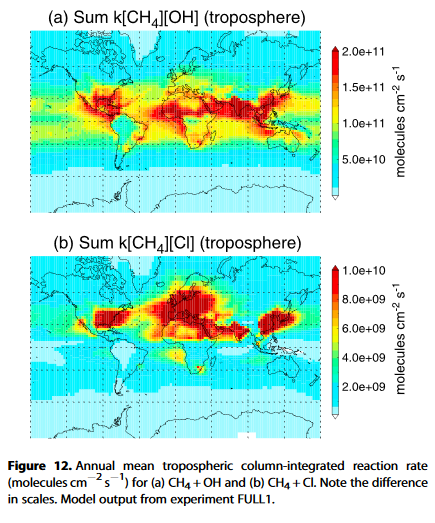 (a) Sum k[CH₄][OH] (troposphere)
2.0e+11
1.5e+11
1.0e+11
5.0e+10
molecules cm⁻² s⁻¹
(b) Sum k[CH₄][Cl] (troposphere)
1.0e+10
8.0e+09
6.0e+09
4.0e+09
2.0e+09
molecules cm⁻² s⁻¹
Figure 12. Annual mean tropospheric column-integrated reaction rate
(molecules cm⁻² s⁻¹) for (a) CH₄ + OH and (b) CH₄ + Cl. Note the difference
in scales. Model output from experiment FULL1.